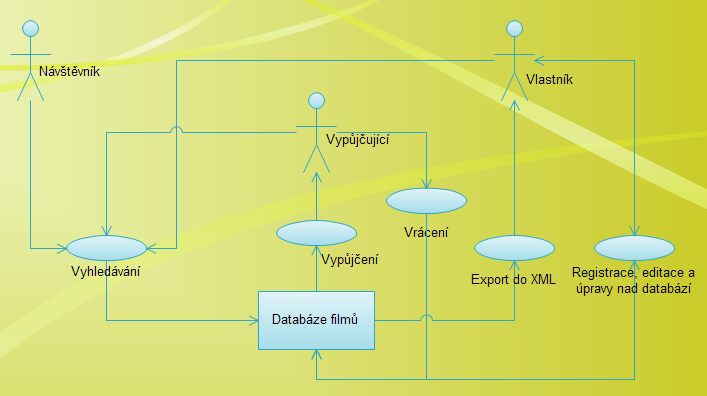 Návštěvník
Vlastník
Vypůjčující
Vrácení
Vypůjčení
Vyhledávání
Export do XML
Registrace, editace a
úpravy nad databází
Databáze filmů